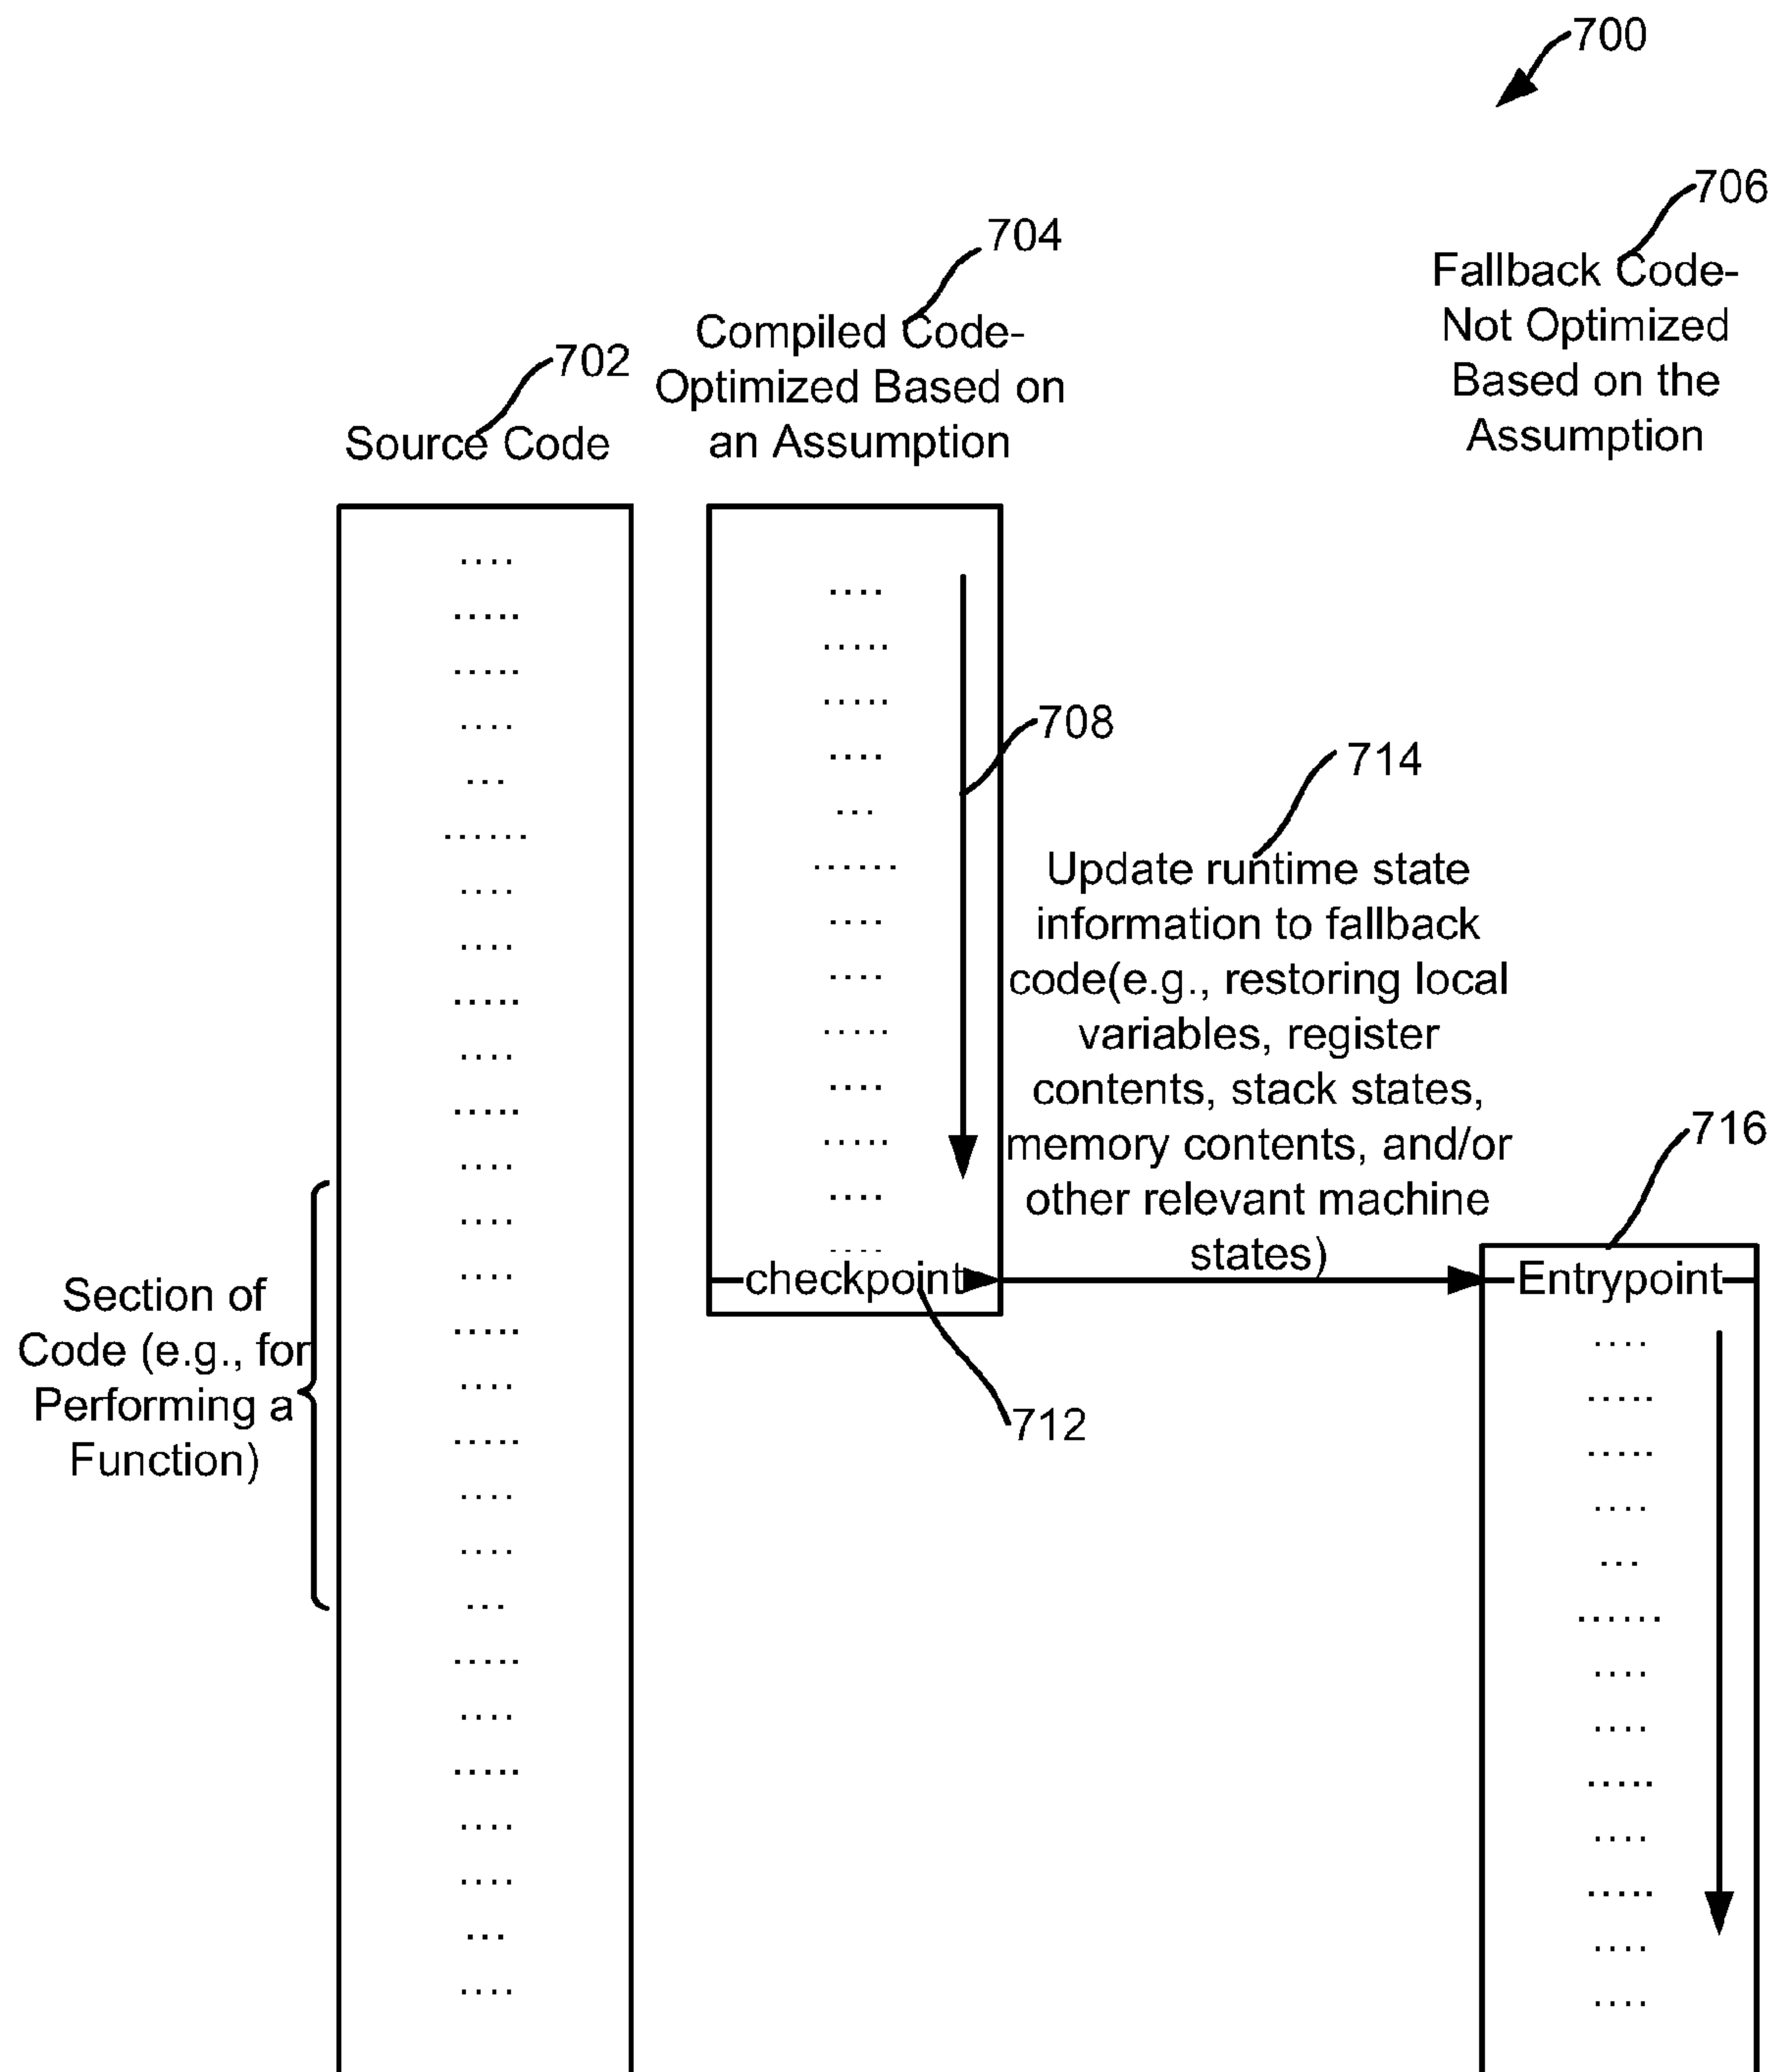 700
706
Fallback Code-
Not Optimized
Based on the
Assumption
704
Compiled Code-
Optimized Based on
an Assumption
702
Source Code
....
.....
.....
....
...
......
....
....
.....
....
.....
....
....
....
.....
....
.....
....
....
...
.....
....
.....
....
....
...
....
....
.....
.....
....
...
......
....
....
.....
....
.....
....
....
checkpoint
708
714
Update runtime state
information to fallback
code(e.g., restoring local
variables, register
contents, stack states,
memory contents, and/or
other relevant machine
states)
716
Entrypoint
....
.....
.....
....
...
......
....
....
.....
....
.....
....
....
712
Section of
Code (e.g., for
Performing a
Function)